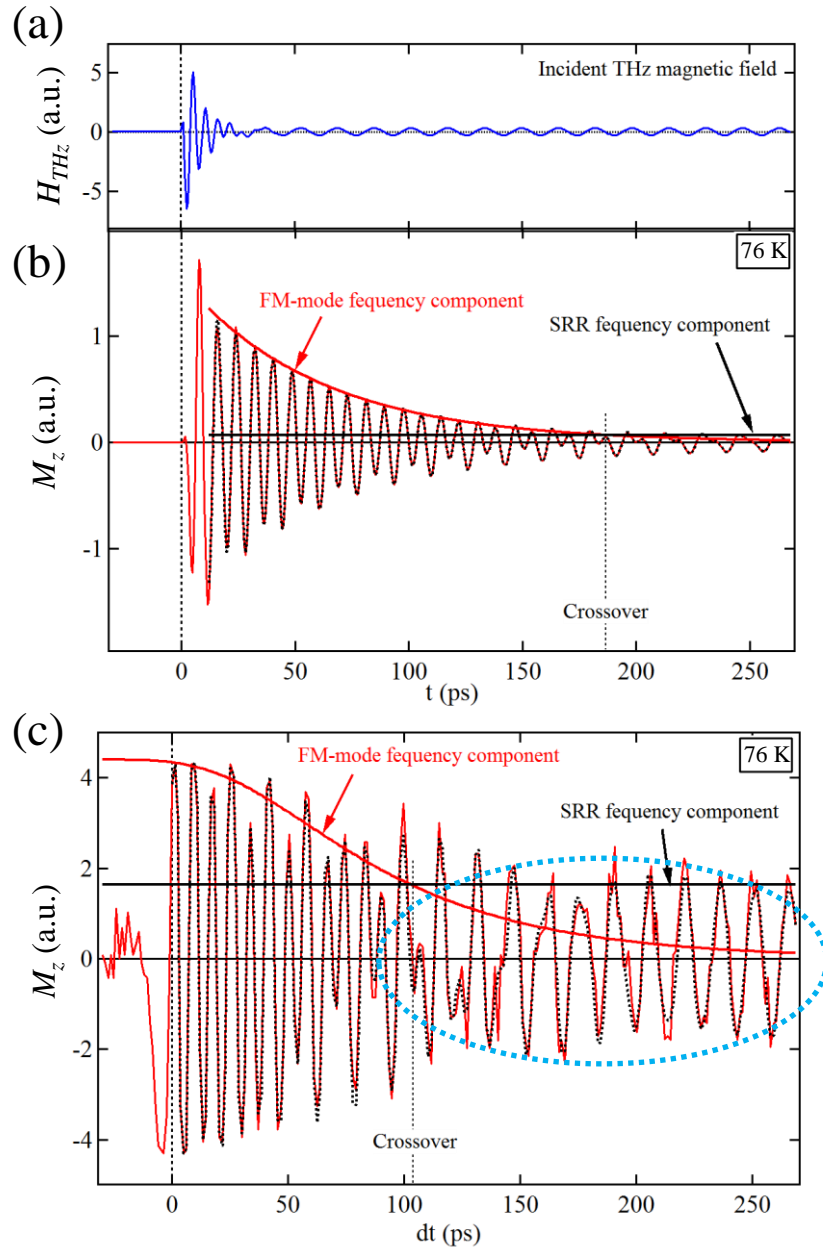 (a)
5
0
-5
H_THz (a.u.)
Incident THz magnetic field
(b)
76 K
FM-mode fequency component
SRR fequency component
1
0
-1
M_z (a.u.)
Crossover
0 50 100 150 200 250
t (ps)
(c)
76 K
FM-mode fequency component
SRR fequency component
4
2
0
-2
-4
M_z (a.u.)
Crossover
0 50 100 150 200 250
dt (ps)